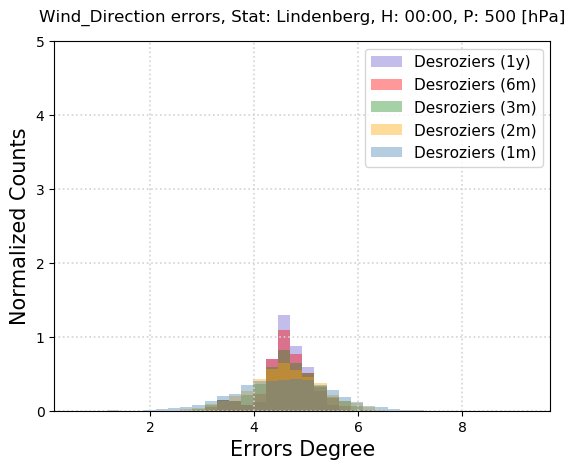 Wind_Direction errors, Stat: Lindenberg, H: 00:00, P: 500 [hPa]
5
4
3
2
1
0
Normalized Counts
Desroziers (1y)
Desroziers (6m)
Desroziers (3m)
Desroziers (2m)
Desroziers (1m)
2 4 6 8
Errors Degree